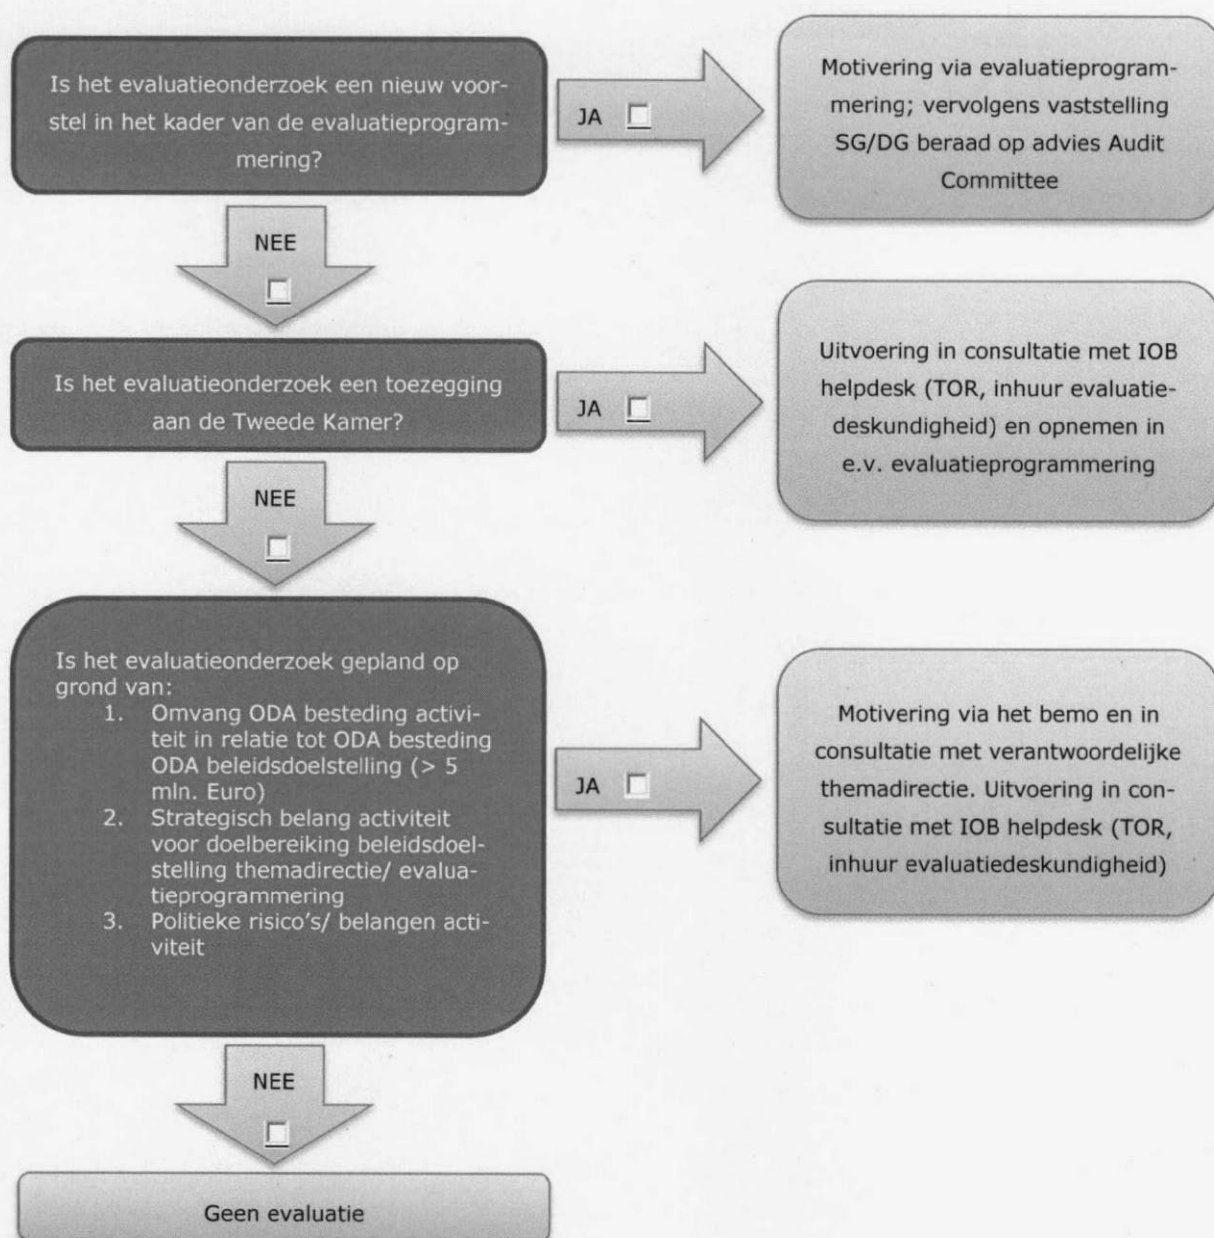 Is het evaluatieonderzoek een nieuw voor-
stel in het kader van de evaluatieprogram-
mering?
JA
Motivering via evaluatieprogram-
mering; vervolgens vaststelling
SG/DG beraad op advies Audit
Committee
NEE
Is het evaluatieonderzoek een toezegging
aan de Tweede Kamer?
JA
Uitvoering in consultatie met IOB
helpdesk (TOR, inhuur evaluatie-
deskundigheid) en opnemen in
e.v. evaluatieprogrammering
NEE
Is het evaluatieonderzoek gepland op
grond van:
1. Omvang ODA besteding activi-
teit in relatie tot ODA besteding
ODA beleidsdoelstelling (> 5
mln. Euro)
2. Strategisch belang activiteit
voor doelbereiking beleidsdoel-
stelling themadirectie/ evalua-
tieprogrammering
3. Politieke risico's/ belangen acti-
viteit
JA
Motivering via het bemo en in
consultatie met verantwoordelijke
themadirectie. Uitvoering in con-
sultatie met IOB helpdesk (TOR,
inhuur evaluatiedeskundigheid)
NEE
Geen evaluatie